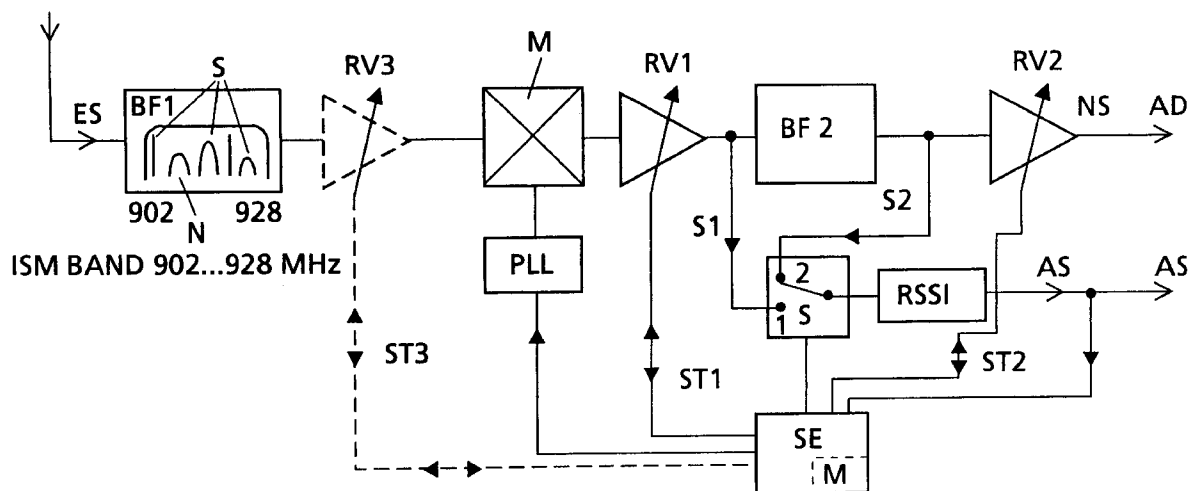 M
S
RV3
RV1
RV2
ES
BF1
BF 2
NS
AD
902
928
N
S1
S2
ISM BAND 902...928 MHz
PLL
2
S
1
RSSI
AS
AS
ST3
ST1
ST2
SE
M